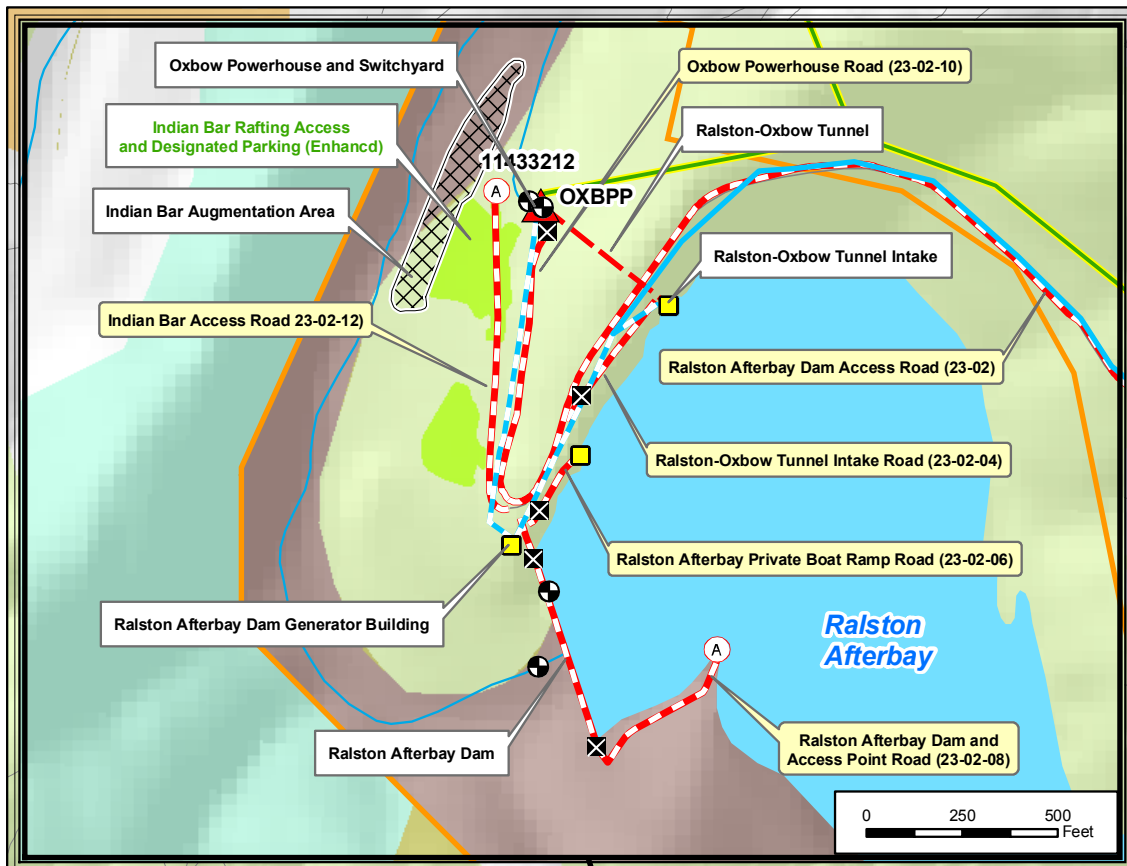 Oxbow Powerhouse and Switchyard
Oxbow Powerhouse Road (23-02-10)
Indian Bar Rafting Access
and Designated Parking (Enhancd)
Ralston-Oxbow Tunnel
11433212
A
OXBPP
Indian Bar Augmentation Area
Ralston-Oxbow Tunnel Intake
Indian Bar Access Road 23-02-12)
Ralston Afterbay Dam Access Road (23-02)
Ralston-Oxbow Tunnel Intake Road (23-02-04)
Ralston Afterbay Private Boat Ramp Road (23-02-06)
Ralston Afterbay Dam Generator Building
Ralston
Afterbay
A
Ralston Afterbay Dam
Ralston Afterbay Dam and
Access Point Road (23-02-08)
0 250 500
Feet